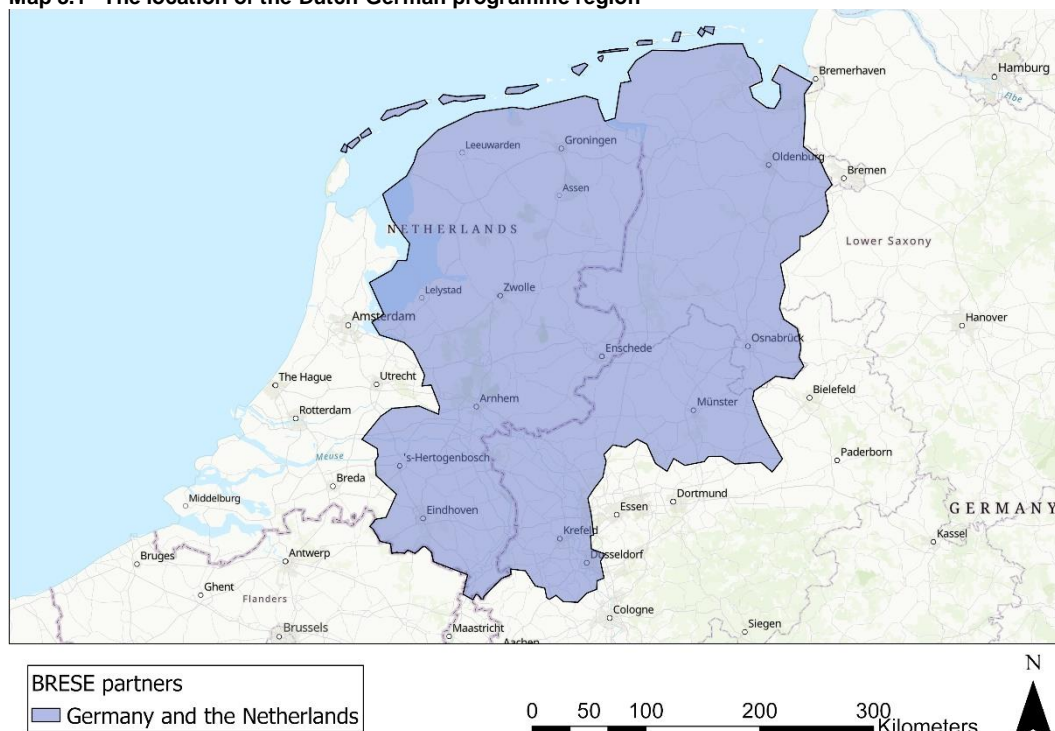 Map 3.1 The location of the Dutch-German programme region
Bremerhaven
Hamburg
Elbe
Leeuwarden
Groningen
Oldenburg
Bremen
Assen
NETHERLANDS
Lower Saxony
Lelystad
Zwolle
Amsterdam
Hanover
Enschede
Osnabrück
The Hague
Utrecht
Bielefeld
Arnhem
Münster
Rotterdam
Meuse
's-Hertogenbosch
Paderborn
Breda
Middelburg
Essen
Dortmund
GERMANY
Eindhoven
Krefeld
Kassel
Bruges
Antwerp
Düsseldorf
Ghent
Flanders
Cologne
Brussels
Maastricht
Siegen
Aachen
BRESE partners
Germany and the Netherlands
0 50 100 200 300
Kilometers
N